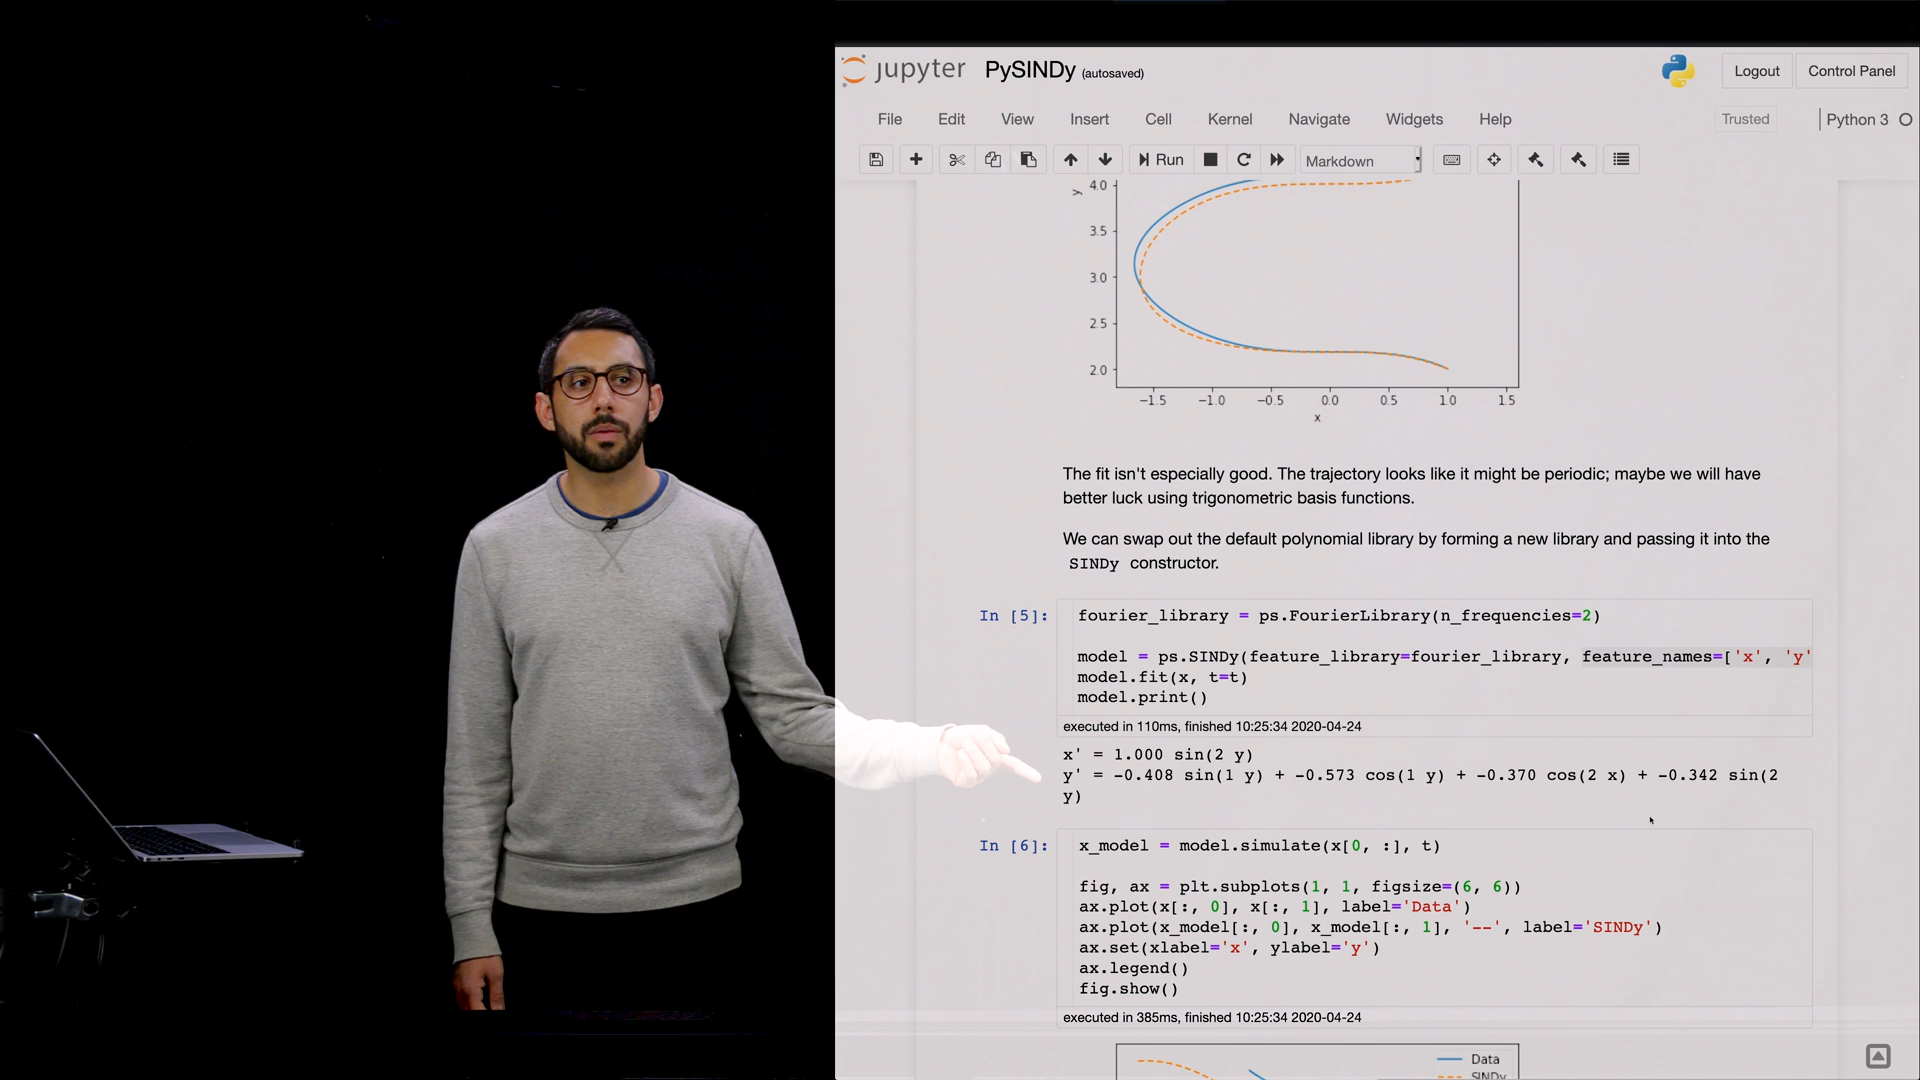 jupyter PySINDy (autosaved) Logout Control Panel
File Edit View Insert Cell Kernel Navigate Widgets Help Trusted Python 3
Run Markdown
y
4.0
3.5
3.0
2.5
2.0
−1.5 −1.0 −0.5 0.0 0.5 1.0 1.5
x
The fit isn't especially good. The trajectory looks like it might be periodic; maybe we will have
better luck using trigonometric basis functions.
We can swap out the default polynomial library by forming a new library and passing it into the
SINDy constructor.
In [5]: fourier_library = ps.FourierLibrary(n_frequencies=2)
model = ps.SINDy(feature_library=fourier_library, feature_names=['x', 'y'
model.fit(x, t=t)
model.print()
executed in 110ms, finished 10:25:34 2020-04-24
x' = 1.000 sin(2 y)
y' = -0.408 sin(1 y) + -0.573 cos(1 y) + -0.370 cos(2 x) + -0.342 sin(2
y)
In [6]: x_model = model.simulate(x[0, :], t)
fig, ax = plt.subplots(1, 1, figsize=(6, 6))
ax.plot(x[:, 0], x[:, 1], label='Data')
ax.plot(x_model[:, 0], x_model[:, 1], '--', label='SINDy')
ax.set(xlabel='x', ylabel='y')
ax.legend()
fig.show()
executed in 385ms, finished 10:25:34 2020-04-24
Data
SINDy